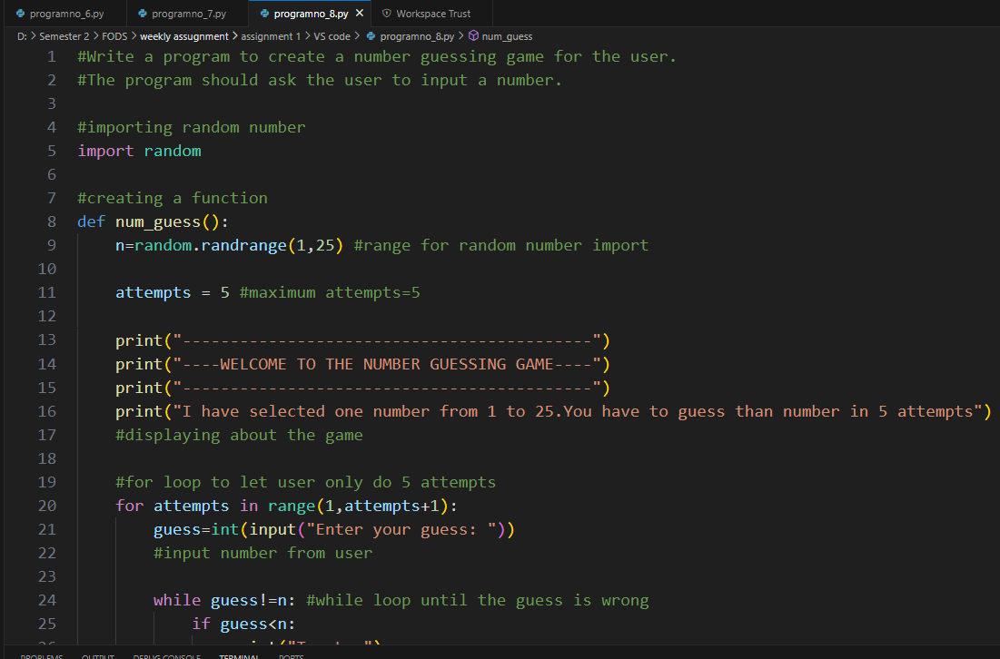 programno_6.py programno_7.py programno_8.py Workspace Trust
D: > Semester 2 > FODS > weekly assugnment > assignment 1 > VS code > programno_8.py > num_guess
1 #Write a program to create a number guessing game for the user.
2 #The program should ask the user to input a number.
3
4 #importing random number
5 import random
6
7 #creating a function
8 def num_guess():
9 n=random.randrange(1,25) #range for random number import
10
11 attempts = 5 #maximum attempts=5
12
13 print("-------------------------------------------")
14 print("----WELCOME TO THE NUMBER GUESSING GAME----")
15 print("-------------------------------------------")
16 print("I have selected one number from 1 to 25.You have to guess than number in 5 attempts")
17 #displaying about the game
18
19 #for loop to let user only do 5 attempts
20 for attempts in range(1,attempts+1):
21 guess=int(input("Enter your guess: "))
22 #input number from user
23
24 while guess!=n: #while loop until the guess is wrong
25 if guess<n:
PROBLEMS OUTPUT DEBUG CONSOLE TERMINAL PORTS